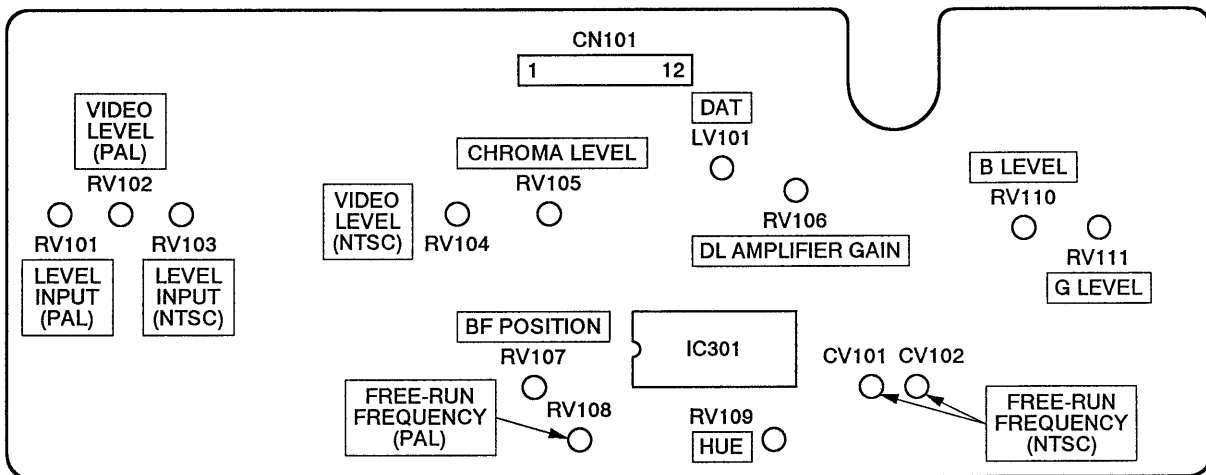 CN101
1 12
VIDEO
LEVEL
(PAL)
RV102
RV101
LEVEL
INPUT
(PAL)
RV103
LEVEL
INPUT
(NTSC)
VIDEO
LEVEL
(NTSC)
RV104
CHROMA LEVEL
RV105
DAT
LV101
RV106
DL AMPLIFIER GAIN
B LEVEL
RV110
RV111
G LEVEL
BF POSITION
RV107
FREE-RUN
FREQUENCY
(PAL)
RV108
IC301
RV109
HUE
CV101 CV102
FREE-RUN
FREQUENCY
(NTSC)